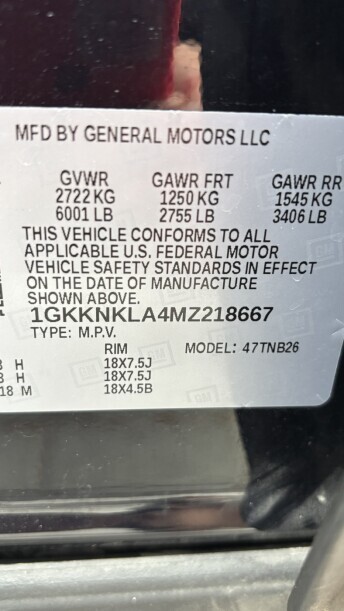 MFD BY GENERAL MOTORS LLC
GVWR GAWR FRT GAWR RR
2722 KG 1250 KG 1545 KG
6001 LB 2755 LB 3406 LB
THIS VEHICLE CONFORMS TO ALL
APPLICABLE U.S. FEDERAL MOTOR
VEHICLE SAFETY STANDARDS IN EFFECT
ON THE DATE OF MANUFACTURE
SHOWN ABOVE.
1GKKNKLA4MZ218667
TYPE: M.P.V.
RIM MODEL: 47TNB26
H 18X7.5J
H 18X7.5J
18 M 18X4.5B